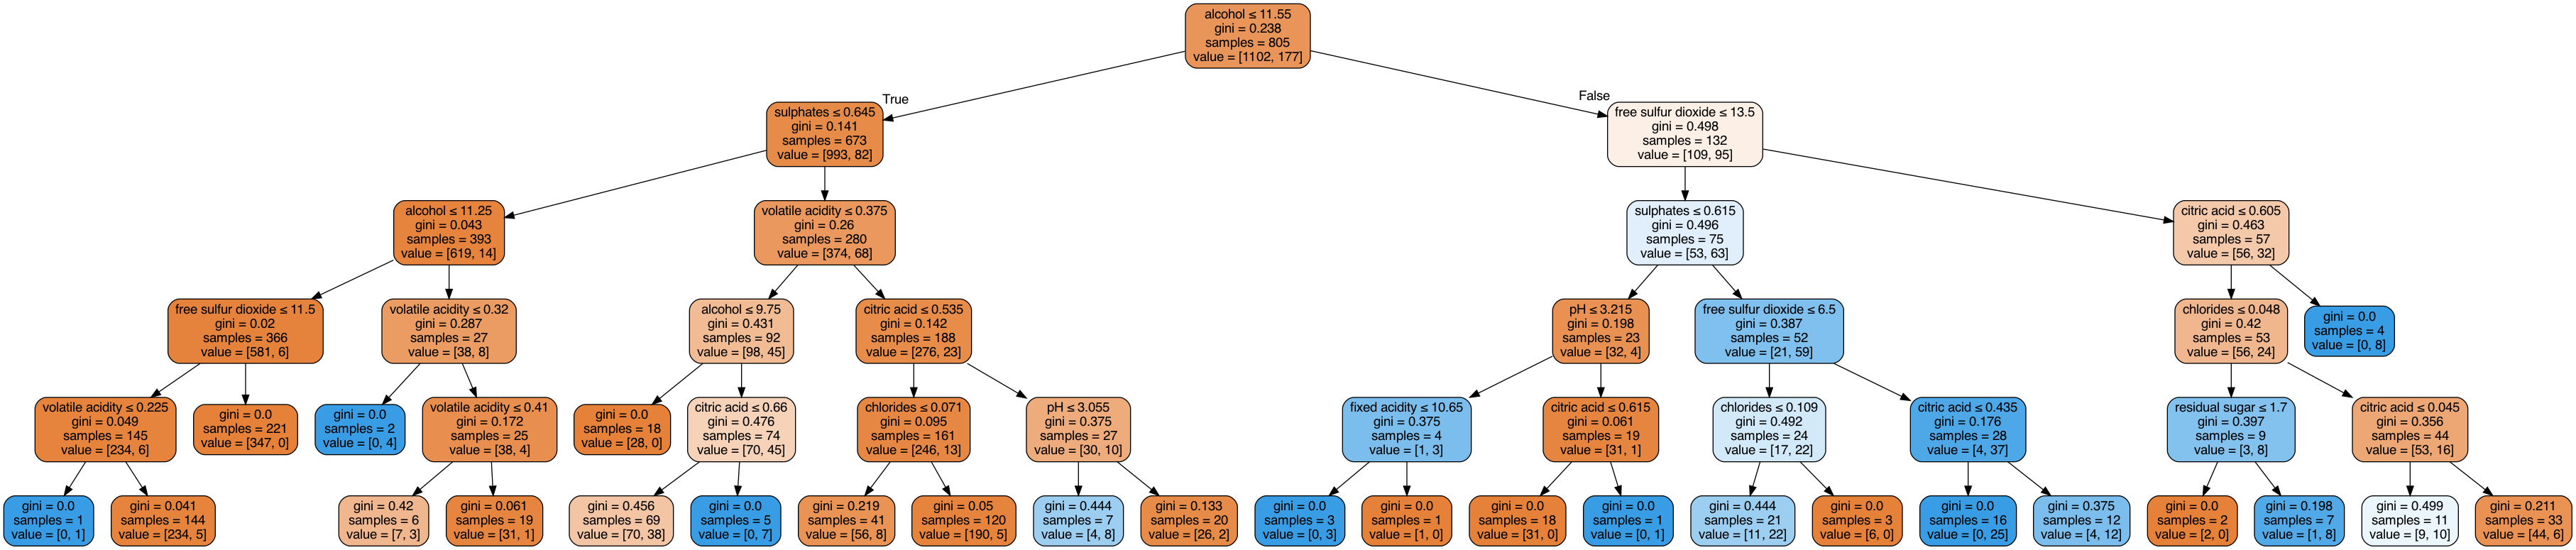 alcohol ≤ 11.55
gini = 0.238
samples = 805
value = [1102, 177]
True
False
sulphates ≤ 0.645
gini = 0.141
samples = 673
value = [993, 82]
free sulfur dioxide ≤ 13.5
gini = 0.498
samples = 132
value = [109, 95]
alcohol ≤ 11.25
gini = 0.043
samples = 393
value = [619, 14]
volatile acidity ≤ 0.375
gini = 0.26
samples = 280
value = [374, 68]
sulphates ≤ 0.615
gini = 0.496
samples = 75
value = [53, 63]
citric acid ≤ 0.605
gini = 0.463
samples = 57
value = [56, 32]
free sulfur dioxide ≤ 11.5
gini = 0.02
samples = 366
value = [581, 6]
volatile acidity ≤ 0.32
gini = 0.287
samples = 27
value = [38, 8]
alcohol ≤ 9.75
gini = 0.431
samples = 92
value = [98, 45]
citric acid ≤ 0.535
gini = 0.142
samples = 188
value = [276, 23]
pH ≤ 3.215
gini = 0.198
samples = 23
value = [32, 4]
free sulfur dioxide ≤ 6.5
gini = 0.387
samples = 52
value = [21, 59]
chlorides ≤ 0.048
gini = 0.42
samples = 53
value = [56, 24]
gini = 0.0
samples = 4
value = [0, 8]
volatile acidity ≤ 0.225
gini = 0.049
samples = 145
value = [234, 6]
gini = 0.0
samples = 221
value = [347, 0]
gini = 0.0
samples = 2
value = [0, 4]
volatile acidity ≤ 0.41
gini = 0.172
samples = 25
value = [38, 4]
gini = 0.0
samples = 18
value = [28, 0]
citric acid ≤ 0.66
gini = 0.476
samples = 74
value = [70, 45]
chlorides ≤ 0.071
gini = 0.095
samples = 161
value = [246, 13]
pH ≤ 3.055
gini = 0.375
samples = 27
value = [30, 10]
fixed acidity ≤ 10.65
gini = 0.375
samples = 4
value = [1, 3]
citric acid ≤ 0.615
gini = 0.061
samples = 19
value = [31, 1]
chlorides ≤ 0.109
gini = 0.492
samples = 24
value = [17, 22]
citric acid ≤ 0.435
gini = 0.176
samples = 28
value = [4, 37]
residual sugar ≤ 1.7
gini = 0.397
samples = 9
value = [3, 8]
citric acid ≤ 0.045
gini = 0.356
samples = 44
value = [53, 16]
gini = 0.0
samples = 1
value = [0, 1]
gini = 0.041
samples = 144
value = [234, 5]
gini = 0.42
samples = 6
value = [7, 3]
gini = 0.061
samples = 19
value = [31, 1]
gini = 0.456
samples = 69
value = [70, 38]
gini = 0.0
samples = 5
value = [0, 7]
gini = 0.219
samples = 41
value = [56, 8]
gini = 0.05
samples = 120
value = [190, 5]
gini = 0.444
samples = 7
value = [4, 8]
gini = 0.133
samples = 20
value = [26, 2]
gini = 0.0
samples = 3
value = [0, 3]
gini = 0.0
samples = 1
value = [1, 0]
gini = 0.0
samples = 18
value = [31, 0]
gini = 0.0
samples = 1
value = [0, 1]
gini = 0.444
samples = 21
value = [11, 22]
gini = 0.0
samples = 3
value = [6, 0]
gini = 0.0
samples = 16
value = [0, 25]
gini = 0.375
samples = 12
value = [4, 12]
gini = 0.0
samples = 2
value = [2, 0]
gini = 0.198
samples = 7
value = [1, 8]
gini = 0.499
samples = 11
value = [9, 10]
gini = 0.211
samples = 33
value = [44, 6]